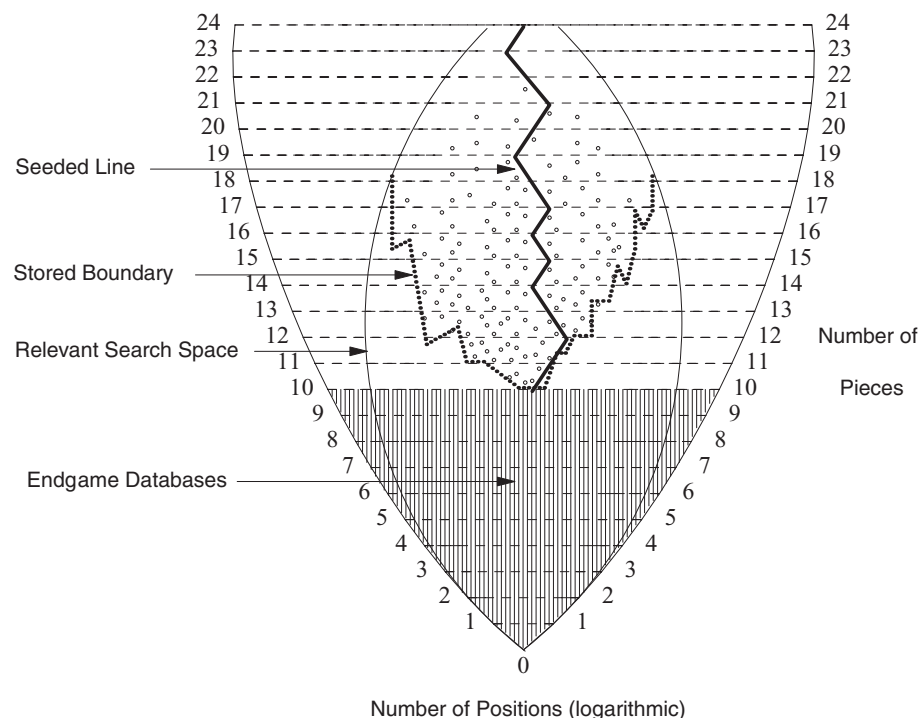 24 24
23 23
22 22
21 21
20 20
Seeded Line 19 19
18 18
17 17
16 16
Stored Boundary 15 15
14 14
13 13
12 12 Number of
Relevant Search Space 11 11
10 10 Pieces
9 9
8 8
7 7
Endgame Databases 6 6
5 5
4 4
3 3
2 2
1 1
0
Number of Positions (logarithmic)